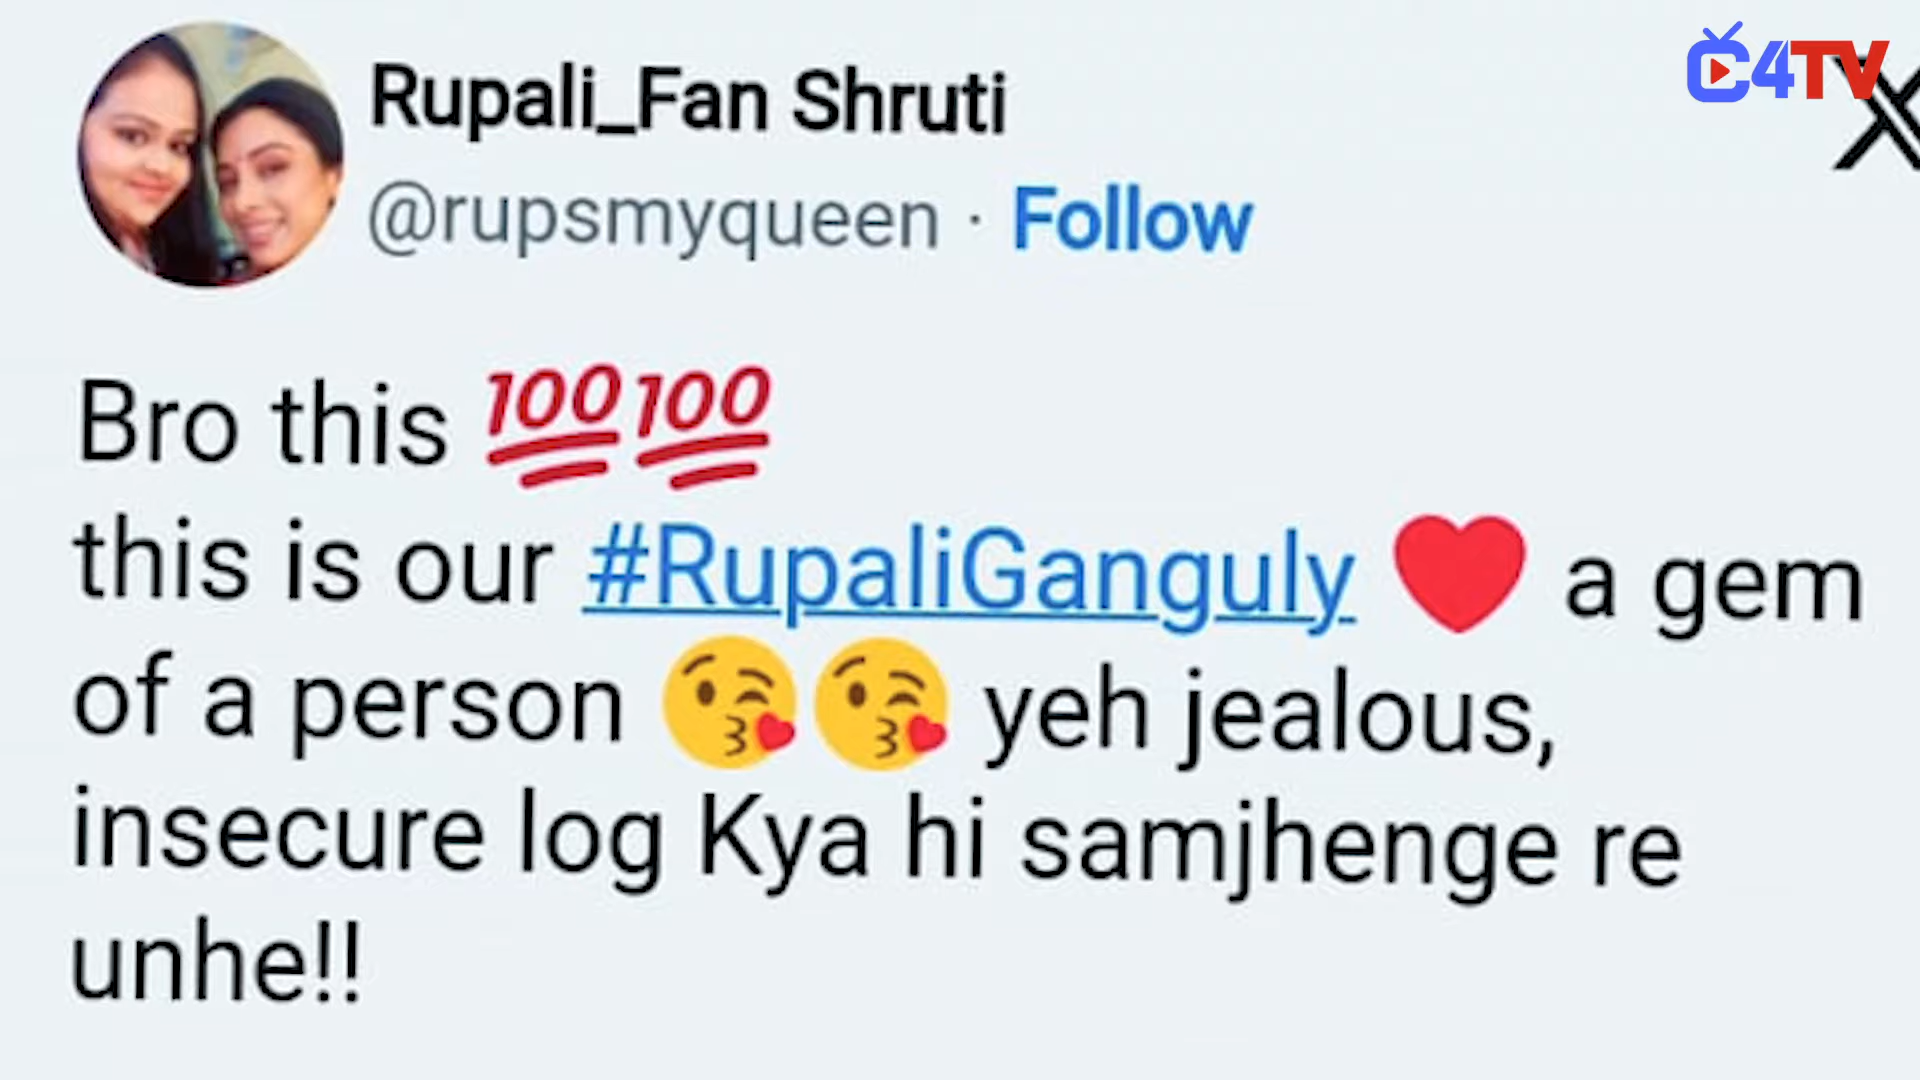 Rupali_Fan Shruti
@rupsmyqueen · Follow
C4TV
Bro this 💯💯
this is our #RupaliGanguly ❤️ a gem
of a person 😘😘 yeh jealous,
insecure log Kya hi samjhenge re
unhe!!